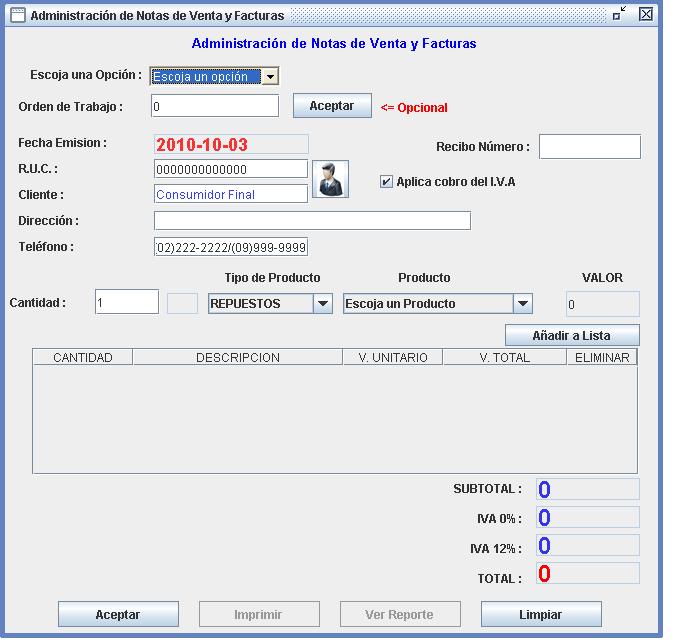 Administración de Notas de Venta y Facturas
Administración de Notas de Venta y Facturas
Escoja una Opción : Escoja un opción
Orden de Trabajo : 0 Aceptar <= Opcional
Fecha Emision : 2010-10-03 Recibo Número :
R.U.C. : 0000000000000
Aplica cobro del I.V.A
Cliente : Consumidor Final
Dirección :
Teléfono : 02)222-2222/(09)999-9999
Tipo de Producto Producto VALOR
Cantidad : 1 REPUESTOS Escoja un Producto 0
Añadir a Lista
CANTIDAD DESCRIPCION V. UNITARIO V. TOTAL ELIMINAR
SUBTOTAL : 0
IVA 0% : 0
IVA 12% : 0
TOTAL : 0
Aceptar Imprimir Ver Reporte Limpiar